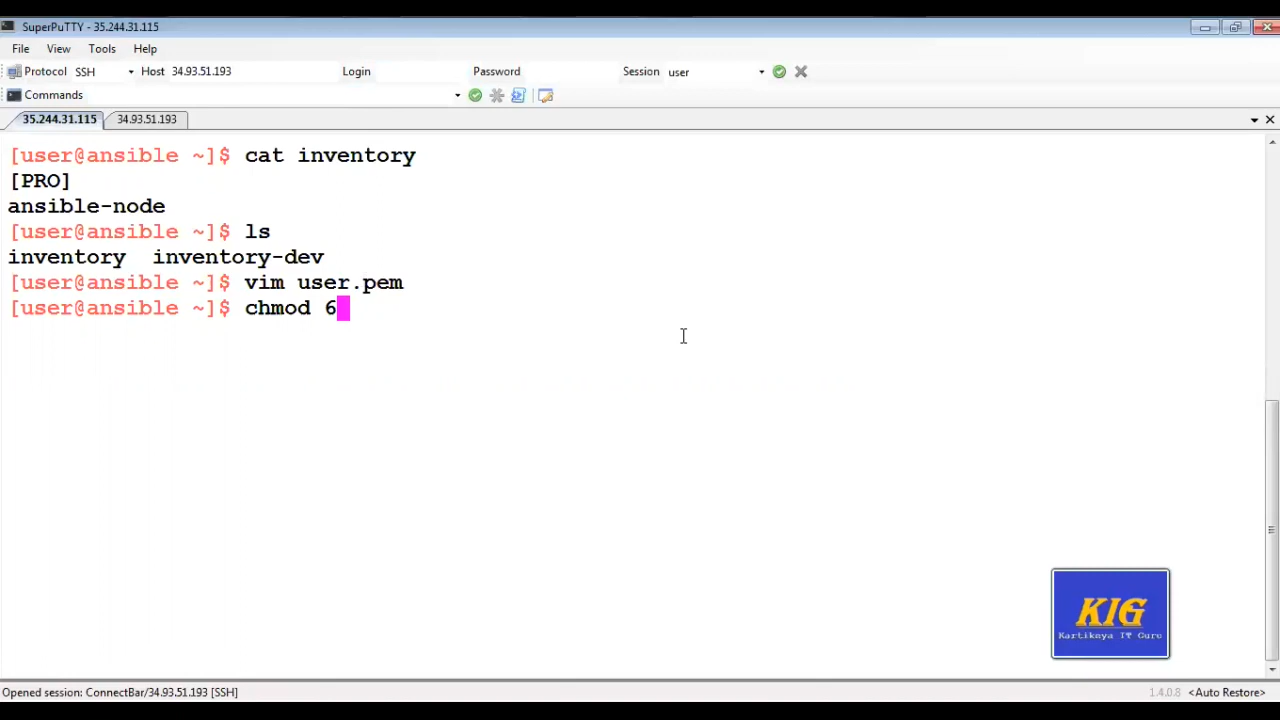 SuperPuTTY - 35.244.31.115
File View Tools Help
Protocol SSH Host 34.93.51.193 Login Password Session user
Commands
35.244.31.115 34.93.51.193
[user@ansible ~]$ cat inventory
[PRO]
ansible-node
[user@ansible ~]$ ls
inventory inventory-dev
[user@ansible ~]$ vim user.pem
[user@ansible ~]$ chmod 6
KIG
Kartiknya IT Guru
Opened session: ConnectBar/34.93.51.193 [SSH] 1.4.0.8 <Auto Restore>